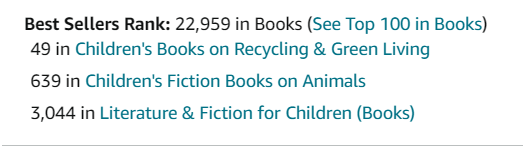 Best Sellers Rank: 22,959 in Books (See Top 100 in Books)
49 in Children's Books on Recycling & Green Living
639 in Children's Fiction Books on Animals
3,044 in Literature & Fiction for Children (Books)